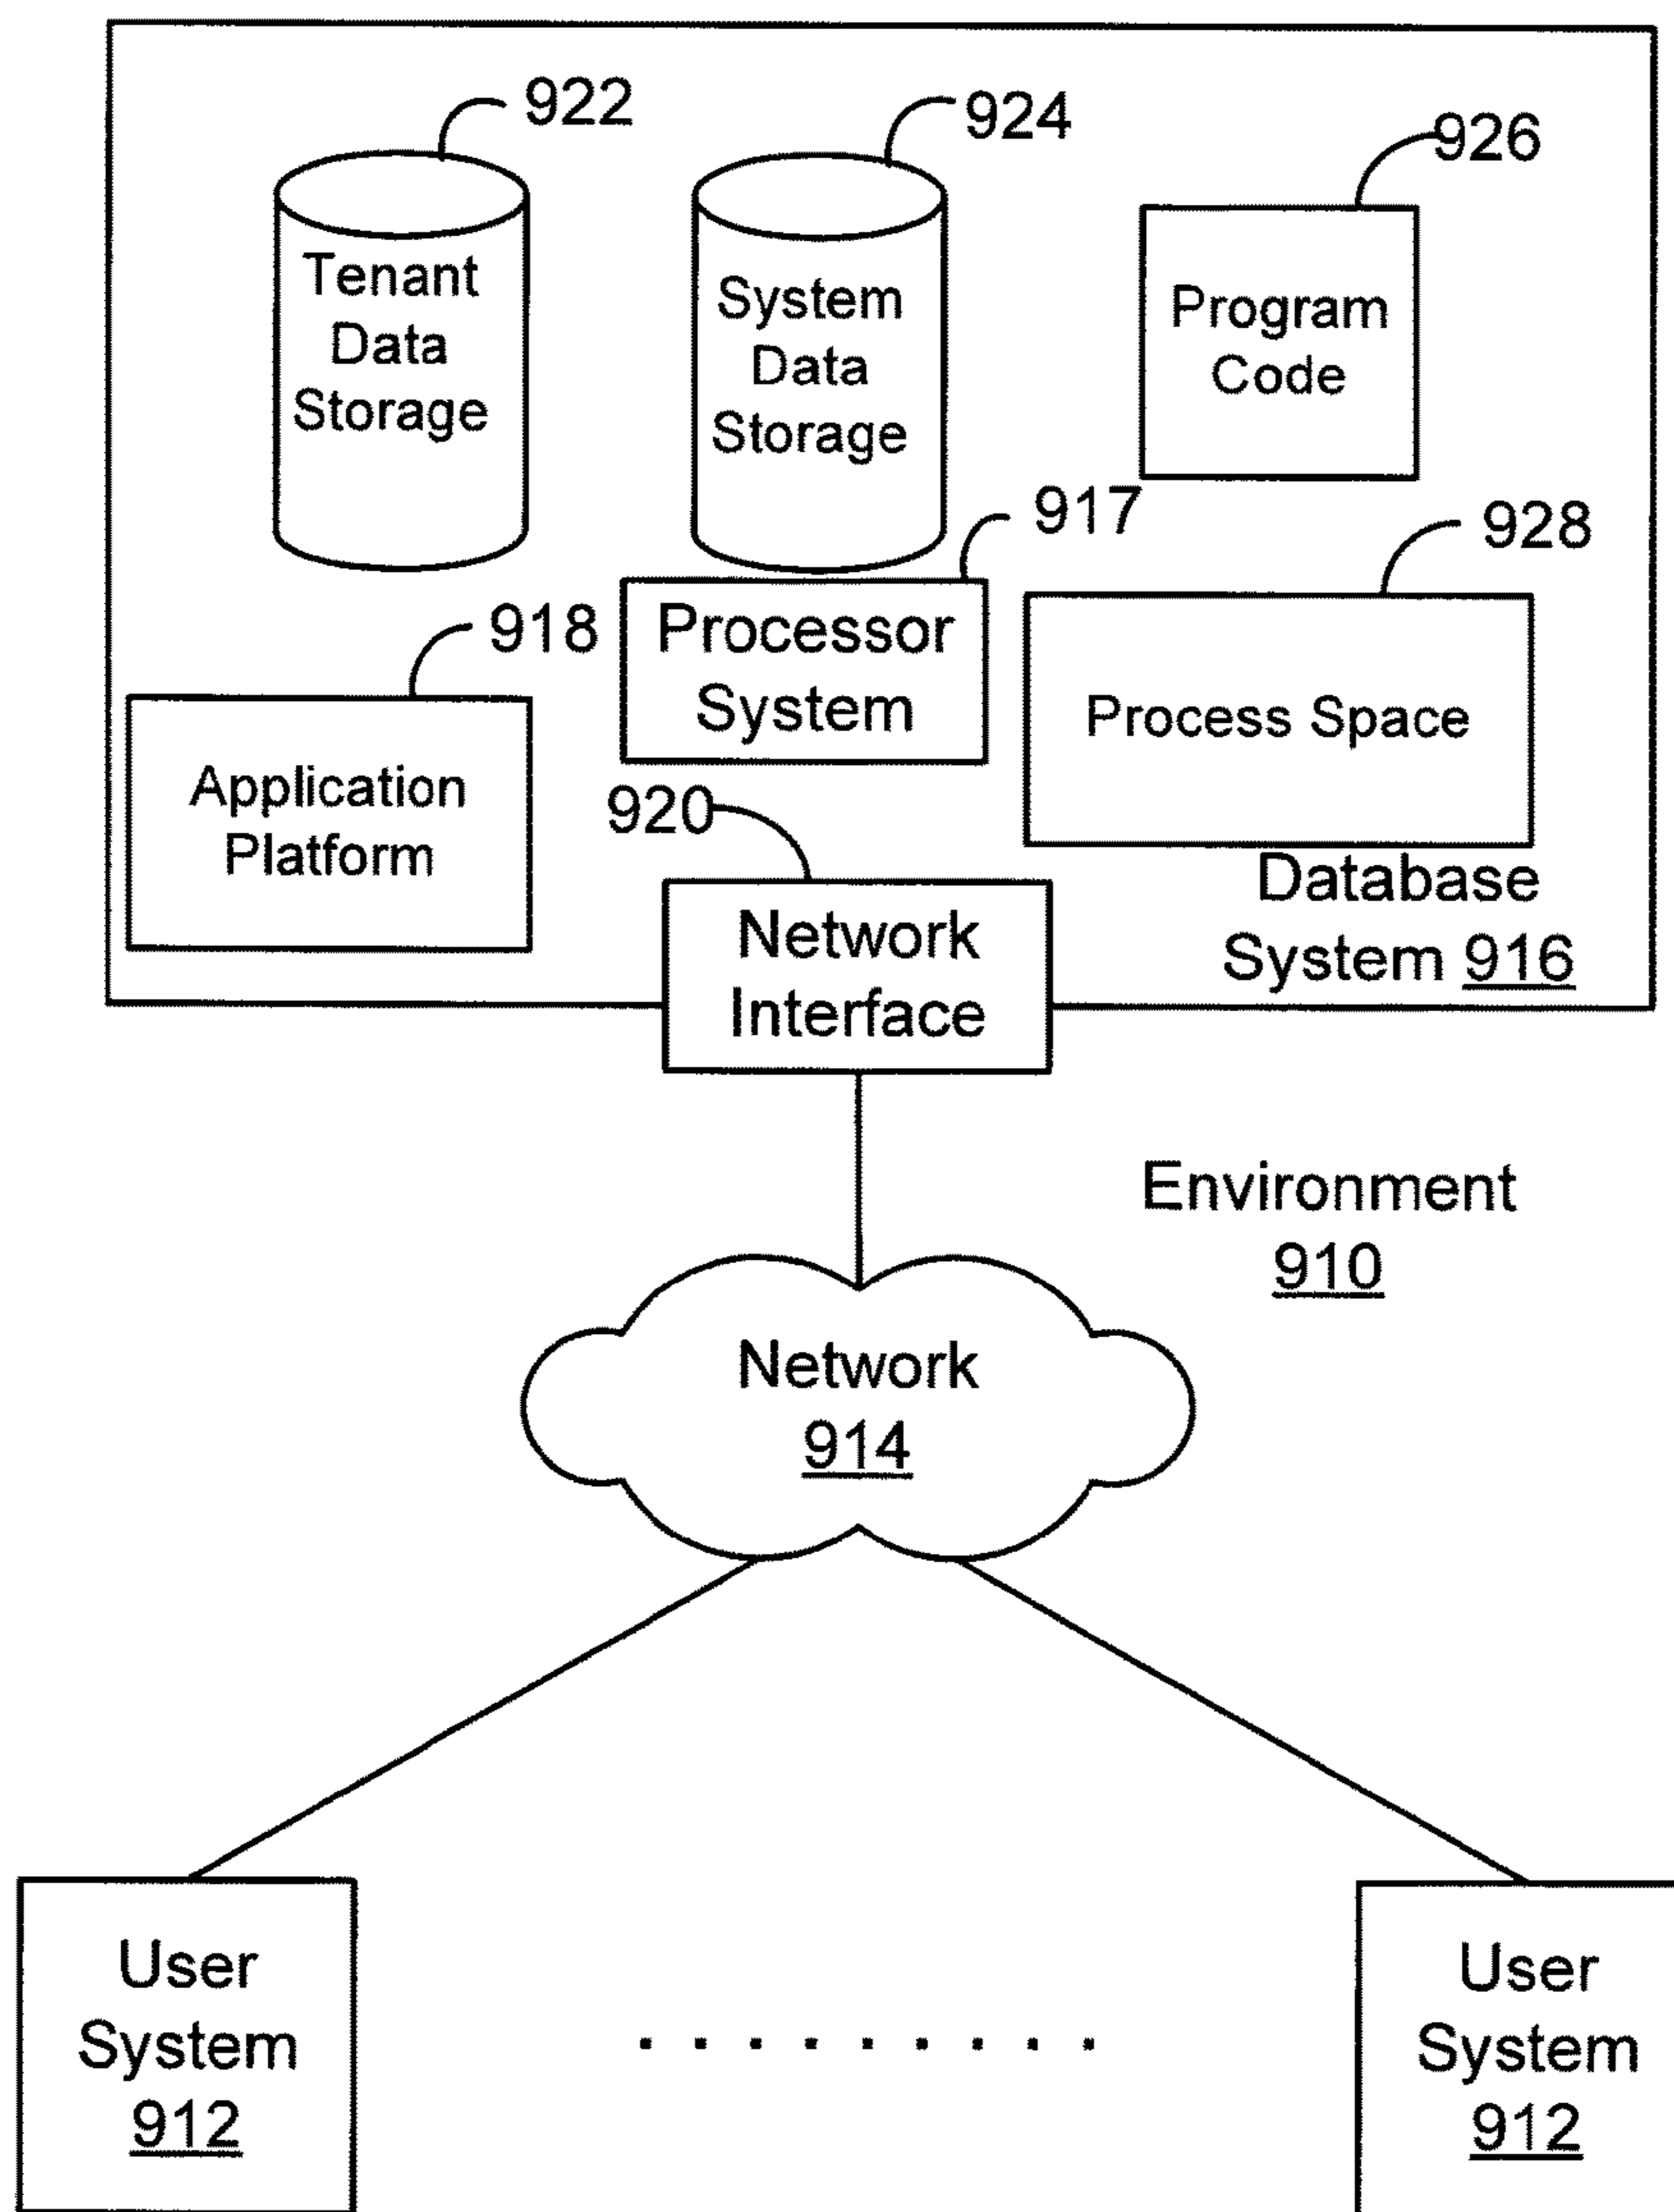 922
924
926
Tenant
Data
Storage
System
Data
Storage
Program
Code
917
928
918
Processor
System
Process Space
Application
Platform
920
Network
Interface
Database
System 916
Environment
910
Network
914
User
System
912
. . . . . . . . .
User
System
912